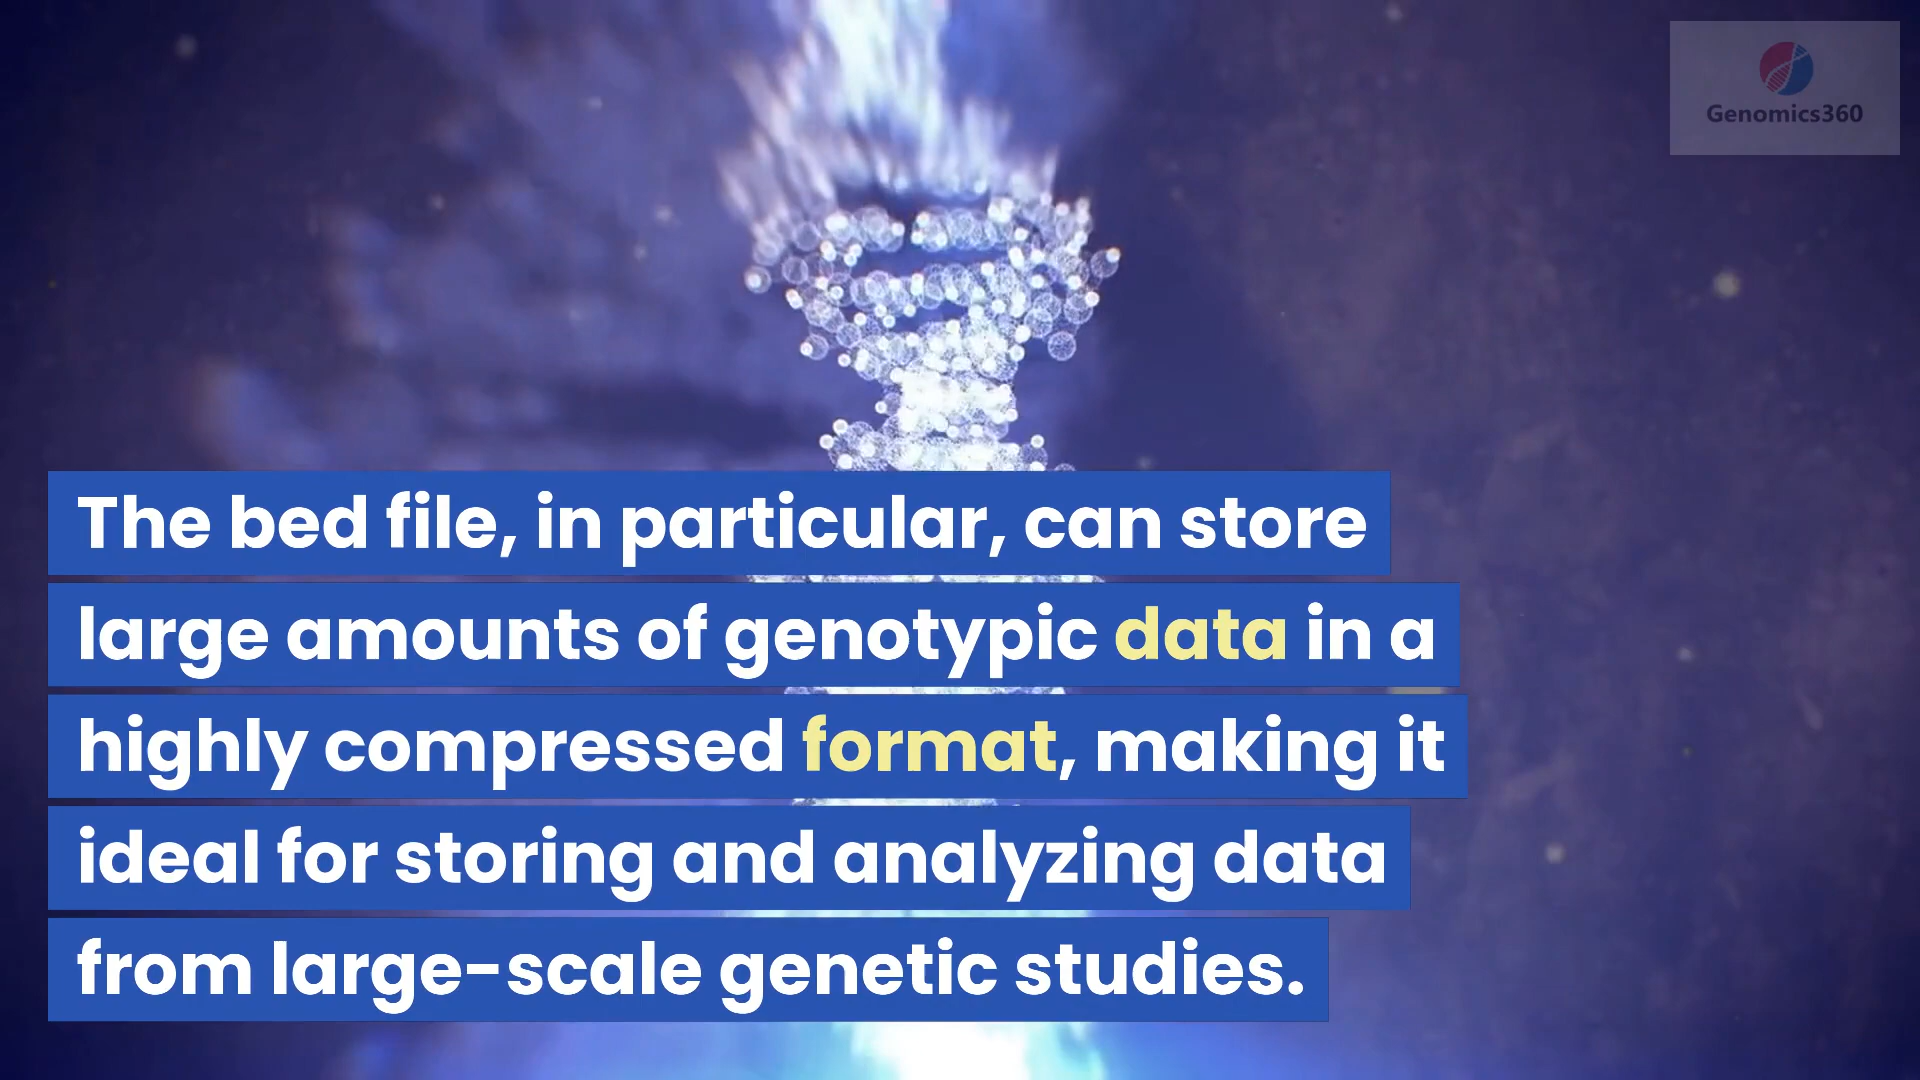 Genomics360
The bed file, in particular, can store
large amounts of genotypic data in a
highly compressed format, making it
ideal for storing and analyzing data
from large-scale genetic studies.